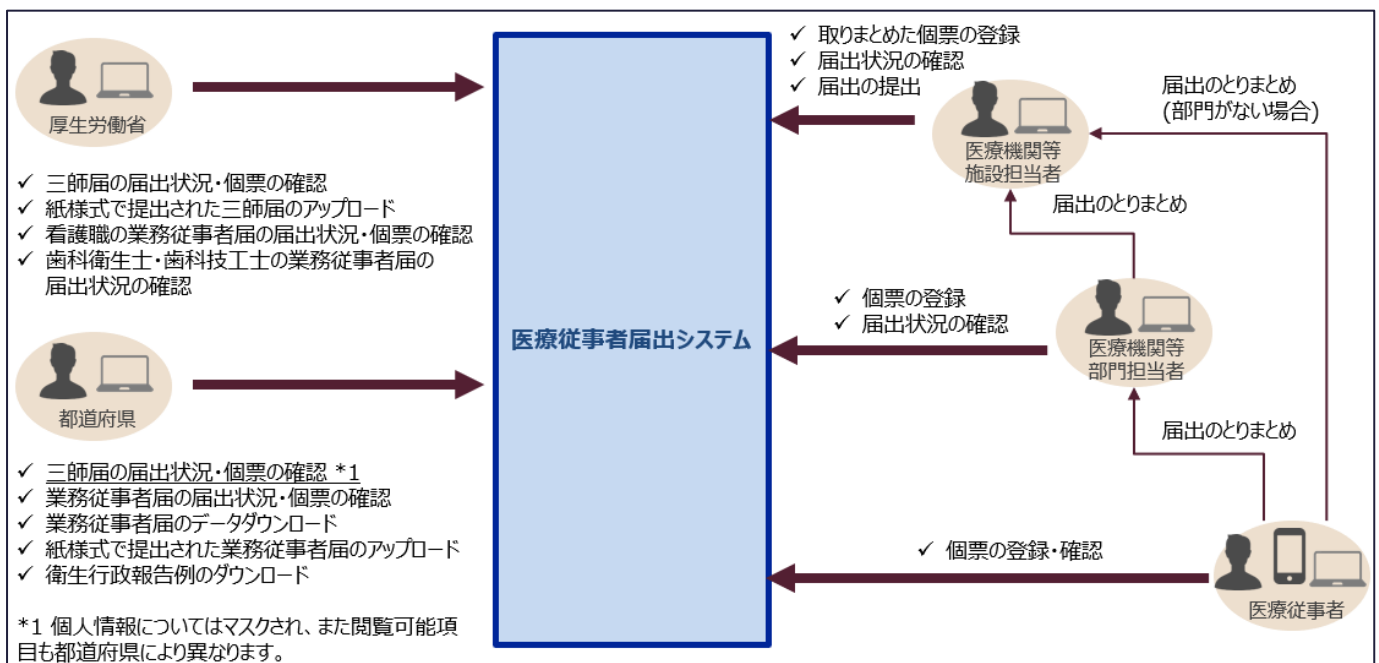 厚生労働省
✓ 三師届の届出状況・個票の確認
✓ 紙様式で提出された三師届のアップロード
✓ 看護職の業務従事者届の届出状況・個票の確認
✓ 歯科衛生士・歯科技工士の業務従事者届の
届出状況の確認
都道府県
✓ 三師届の届出状況・個票の確認 *1
✓ 業務従事者届の届出状況・個票の確認
✓ 業務従事者届のデータダウンロード
✓ 紙様式で提出された業務従事者届のアップロード
✓ 衛生行政報告例のダウンロード
*1 個人情報についてはマスクされ、また閲覧可能項
目も都道府県により異なります。
医療従事者届出システム
✓ 取りまとめた個票の登録
✓ 届出状況の確認
✓ 届出の提出
医療機関等
施設担当者
届出のとりまとめ
(部門がない場合)
届出のとりまとめ
✓ 個票の登録
✓ 届出状況の確認
医療機関等
部門担当者
届出のとりまとめ
✓ 個票の登録・確認
医療従事者